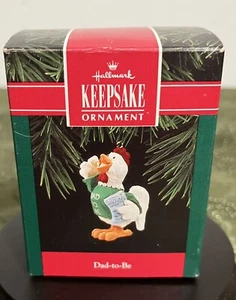 Hallmark
KEEPSAKE
ORNAMENT
Dad-to-Be